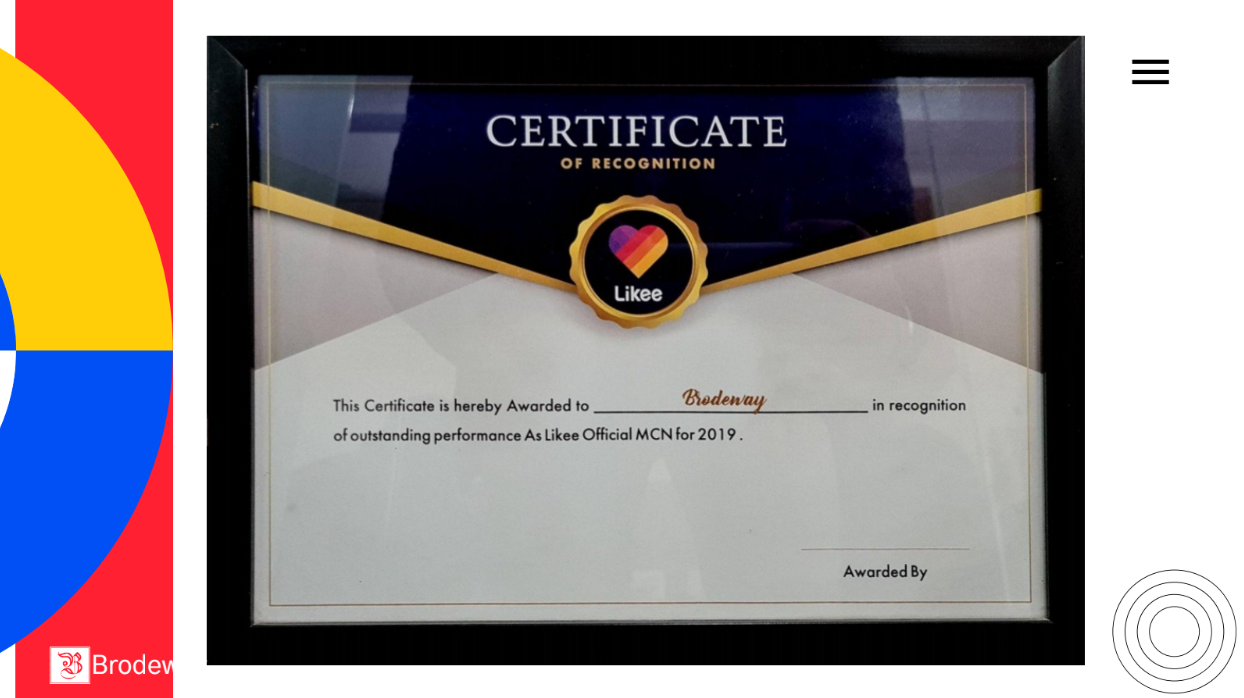 CERTIFICATE
OF RECOGNITION
Likee
This Certificate is hereby Awarded to Brodeway in recognition
of outstanding performance As Likee Official MCN for 2019 .
Awarded By
B Brodew